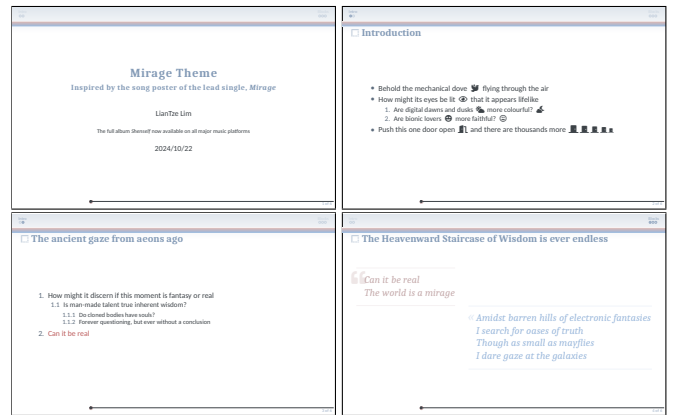 Mirage Theme
Inspired by the song poster of the lead single, Mirage
LianTze Lim
The full album Shenself now available on all major music platforms
2024/10/22
Introduction
Behold the mechanical dove flying through the air
How might its eyes be lit that it appears lifelike
1. Are digital dawns and dusks more colourful?
2. Are bionic lovers more faithful?
Push this one door open and there are thousands more
The ancient gaze from aeons ago
1. How might it discern if this moment is fantasy or real
1.1 Is man-made talent true inherent wisdom?
1.1.1 Do cloned bodies have souls?
1.1.2 Forever questioning, but ever without a conclusion
2. Can it be real
The Heavenward Staircase of Wisdom is ever endless
Can it be real
The world is a mirage
Amidst barren hills of electronic fantasies
I search for oases of truth
Though as small as mayflies
I dare gaze at the galaxies